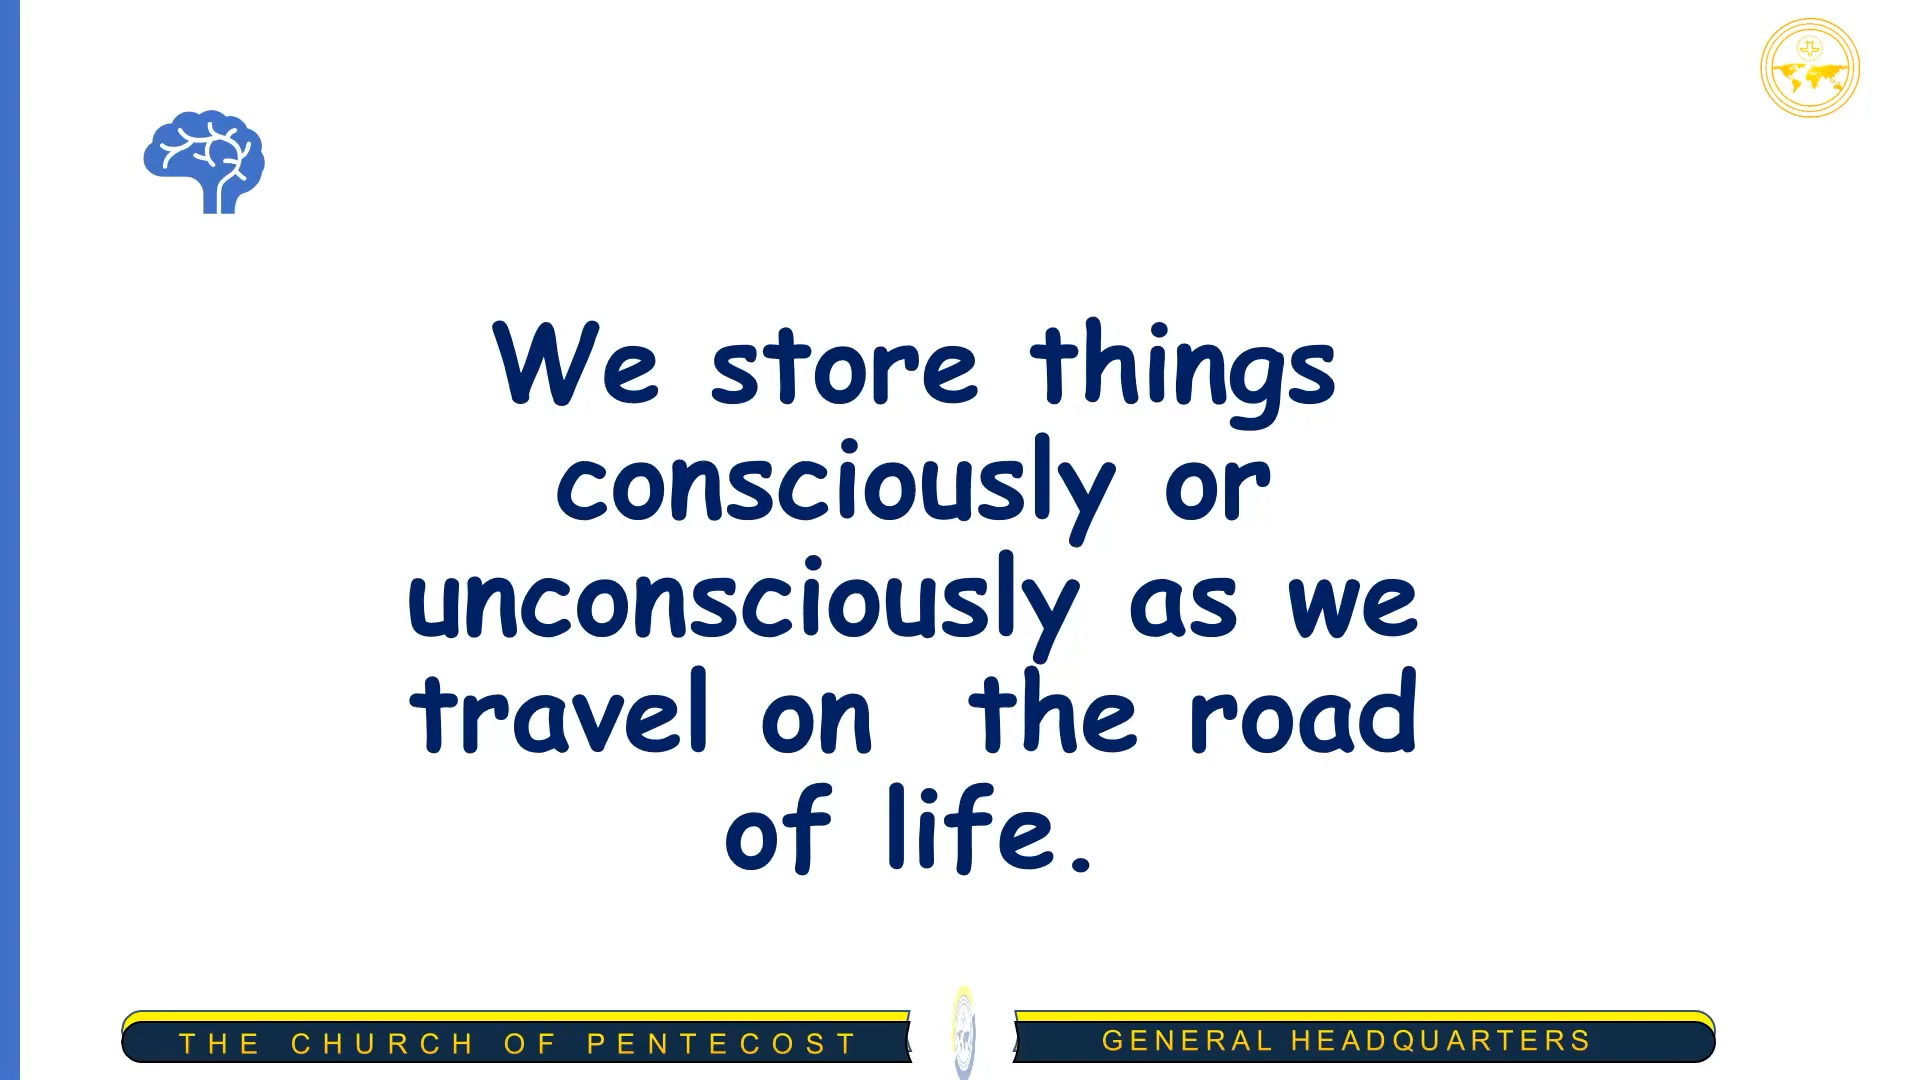 We store things
consciously or
unconsciously as we
travel on  the road
of life.
THE CHURCH OF PENTECOST
GENERAL HEADQUARTERS